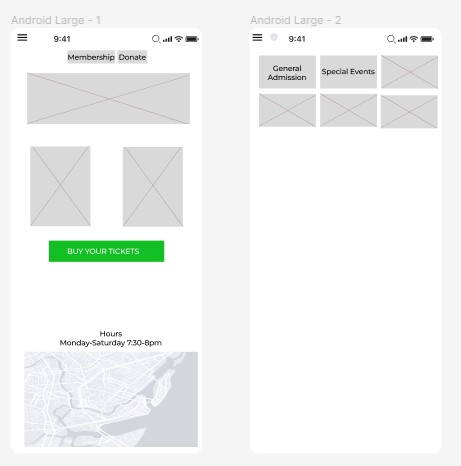 Android Large - 1
9:41
Membership Donate
BUY YOUR TICKETS
Hours
Monday-Saturday 7:30-8pm
Android Large - 2
9:41
General
Admission
Special Events